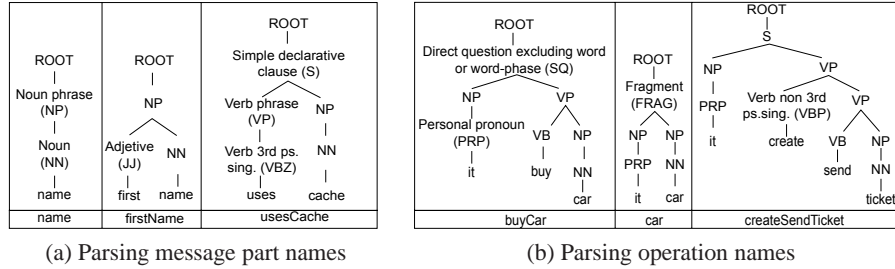 ROOT
Noun phrase
(NP)
Noun
(NN)
name
name
ROOT
NP
Adjetive
(JJ)
NN
first
name
firstName
ROOT
Simple declarative
clause (S)
Verb phrase
(VP)
NP
Verb 3rd ps.
sing. (VBZ)
NN
uses
cache
usesCache
(a) Parsing message part names
ROOT
Direct question excluding word
or word-phase (SQ)
NP
VP
Personal pronoun
(PRP)
VB
NP
it
buy
NN
car
buyCar
ROOT
Fragment
(FRAG)
NP
NP
PRP
NN
it
car
car
ROOT
S
NP
VP
PRP
Verb non 3rd
ps.sing. (VBP)
VP
it
create
VB
NP
send
NN
ticket
createSendTicket
(b) Parsing operation names